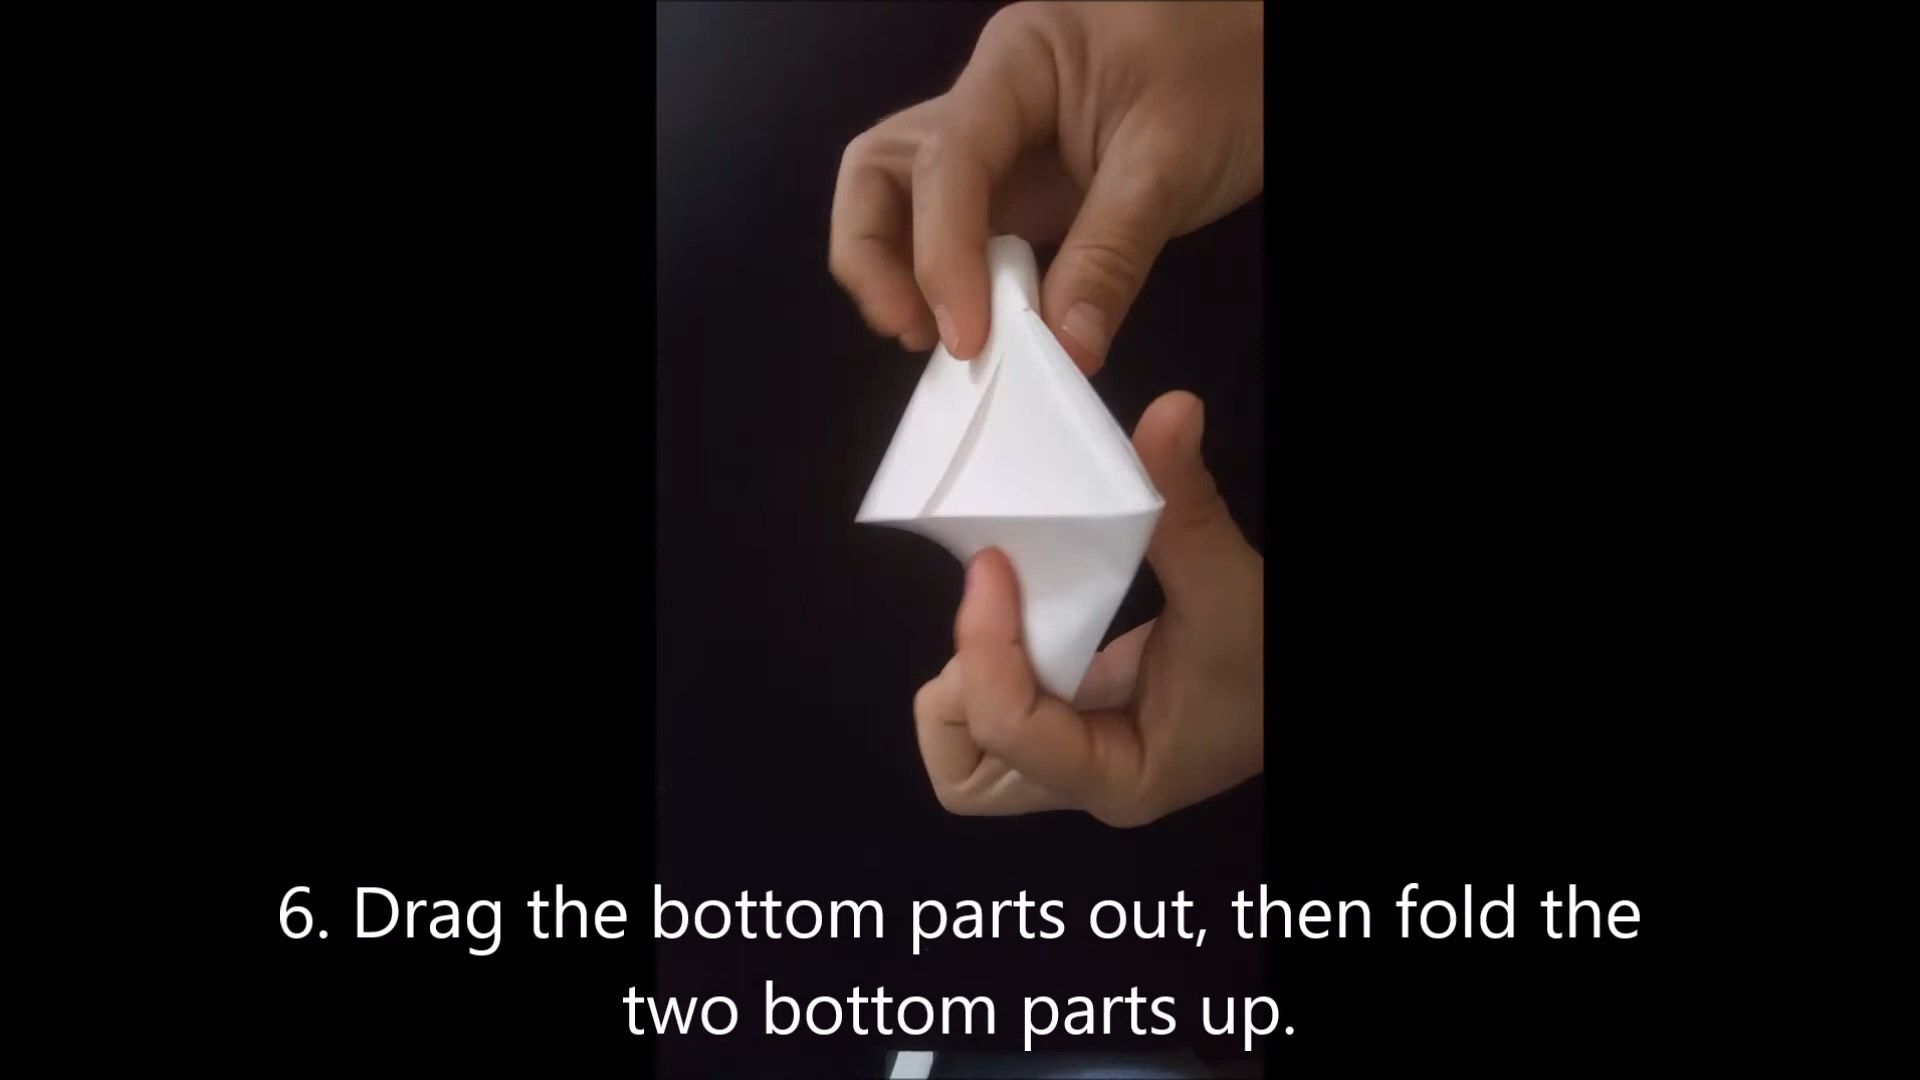 6. Drag the bottom parts out, then fold the
two bottom parts up.